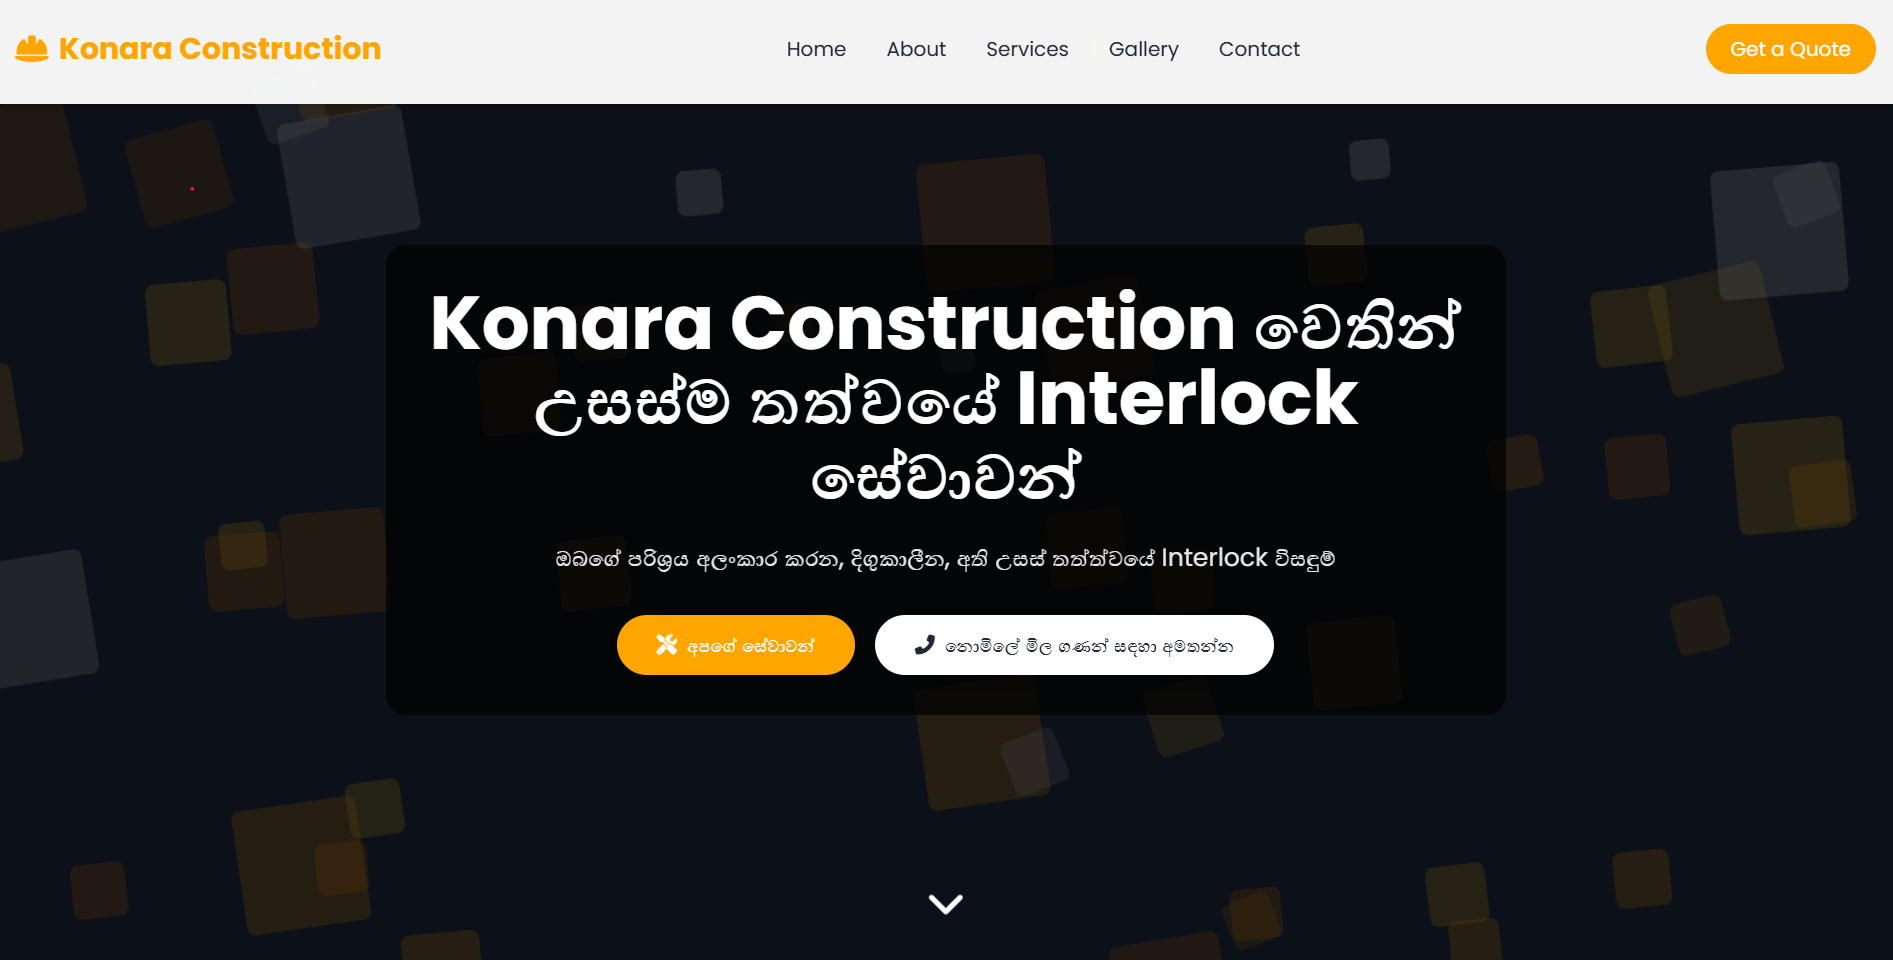 Konara Construction
Home
About
Services
Gallery
Contact
Get a Quote
Konara Construction වෙතින්
උසස්ම තත්වයේ Interlock
සේවාවන්
ඔබගේ පරිශ්‍රය අලංකාර කරන, දිගුකාලීන, අති උසස් තත්ත්වයේ Interlock විසඳුම්
අපගේ සේවාවන්
නොමිලේ මිල ගණන් සඳහා අමතන්න